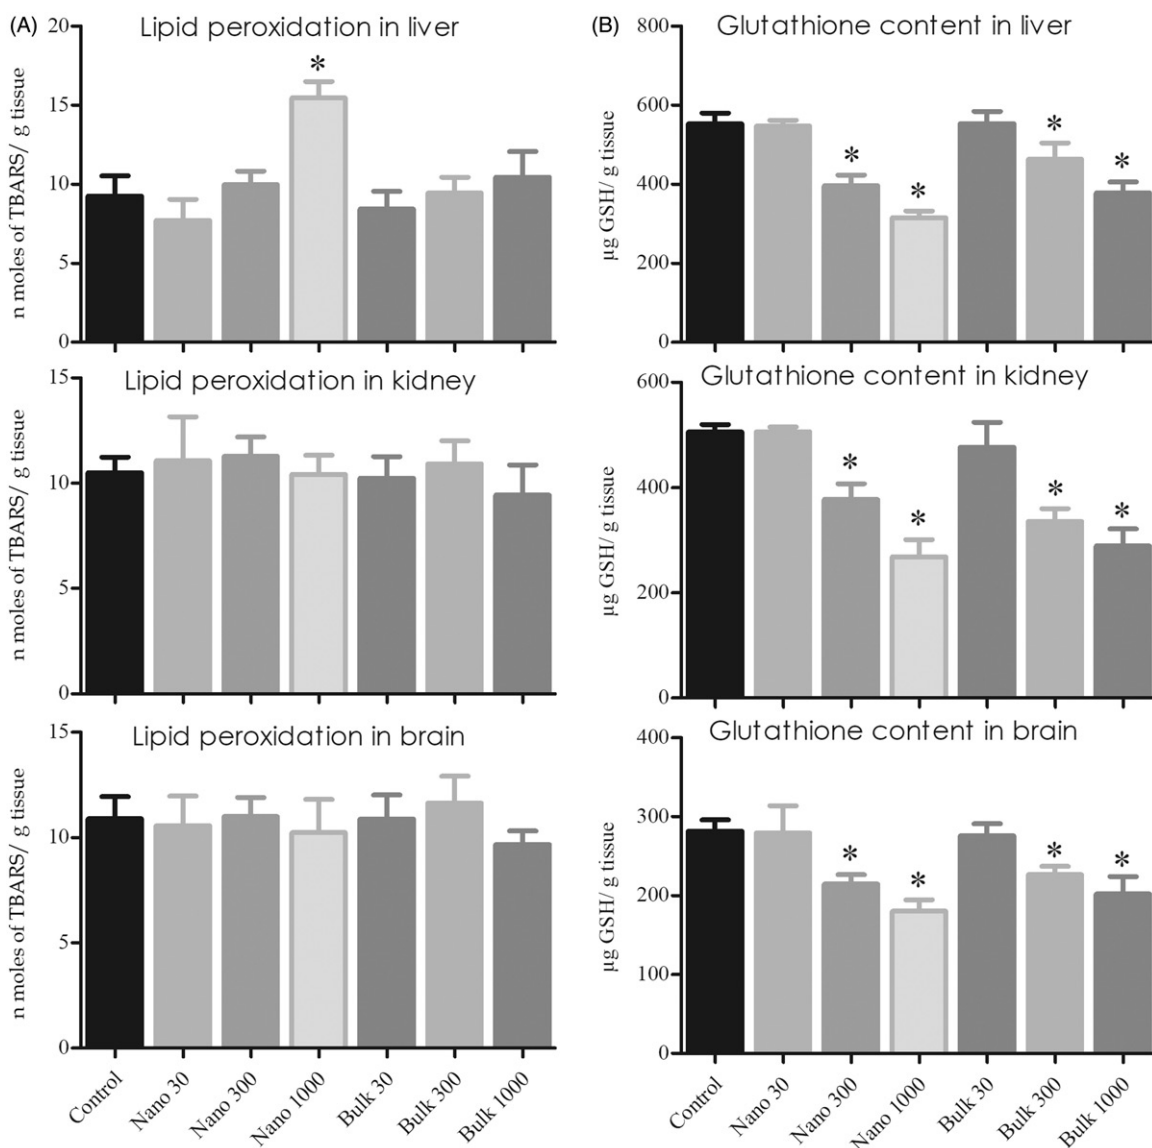 (A)
Lipid peroxidation in liver
n moles of TBARS/ g tissue
20
15
10
5
0
*
Lipid peroxidation in kidney
n moles of TBARS/ g tissue
15
10
5
0
Lipid peroxidation in brain
n moles of TBARS/ g tissue
15
10
5
0
Control
Nano 30
Nano 300
Nano 1000
Bulk 30
Bulk 300
Bulk 1000
(B)
Glutathione content in liver
µg GSH/ g tissue
800
600
400
200
0
*
*
*
*
Glutathione content in kidney
µg GSH/ g tissue
600
400
200
0
*
*
*
*
Glutathione content in brain
µg GSH/ g tissue
400
300
200
100
0
*
*
*
*
Control
Nano 30
Nano 300
Nano 1000
Bulk 30
Bulk 300
Bulk 1000